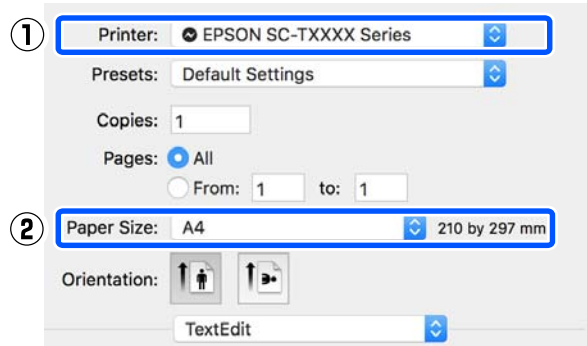 ① Printer: EPSON SC-TXXXX Series
Presets: Default Settings
Copies: 1
Pages: All
From: 1 to: 1
② Paper Size: A4 210 by 297 mm
Orientation:
TextEdit